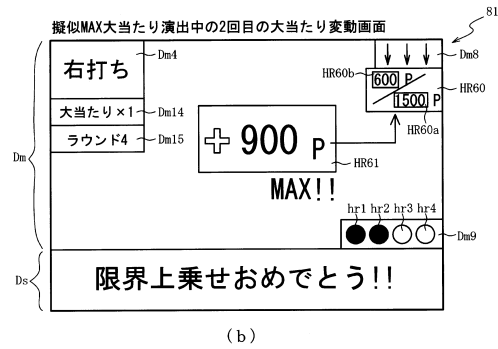 擬似MAX大当たり演出中の2回目の大当たり変動画面
81
右打ち
Dm4
大当たり×1
Dm14
ラウンド4
Dm15
Dm8
HR60b
600 P
1500 P
HR60
HR60a
+900 P
HR61
MAX!!
Dm
hr1 hr2 hr3 hr4
Dm9
Ds
限界上乗せおめでとう!!
(b)